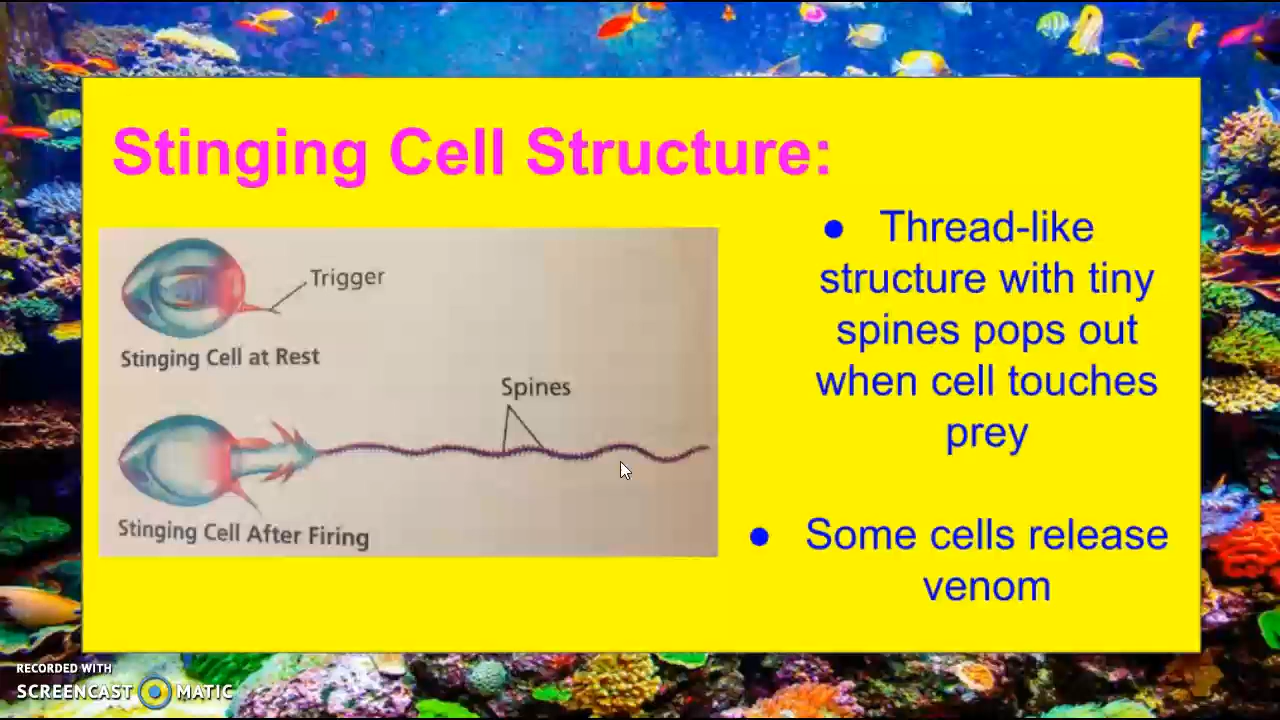 Stinging Cell Structure:
Trigger
Stinging Cell at Rest
Spines
Stinging Cell After Firing
● Thread-like
structure with tiny
spines pops out
when cell touches
prey
● Some cells release
venom
RECORDED WITH
SCREENCAST MATIC